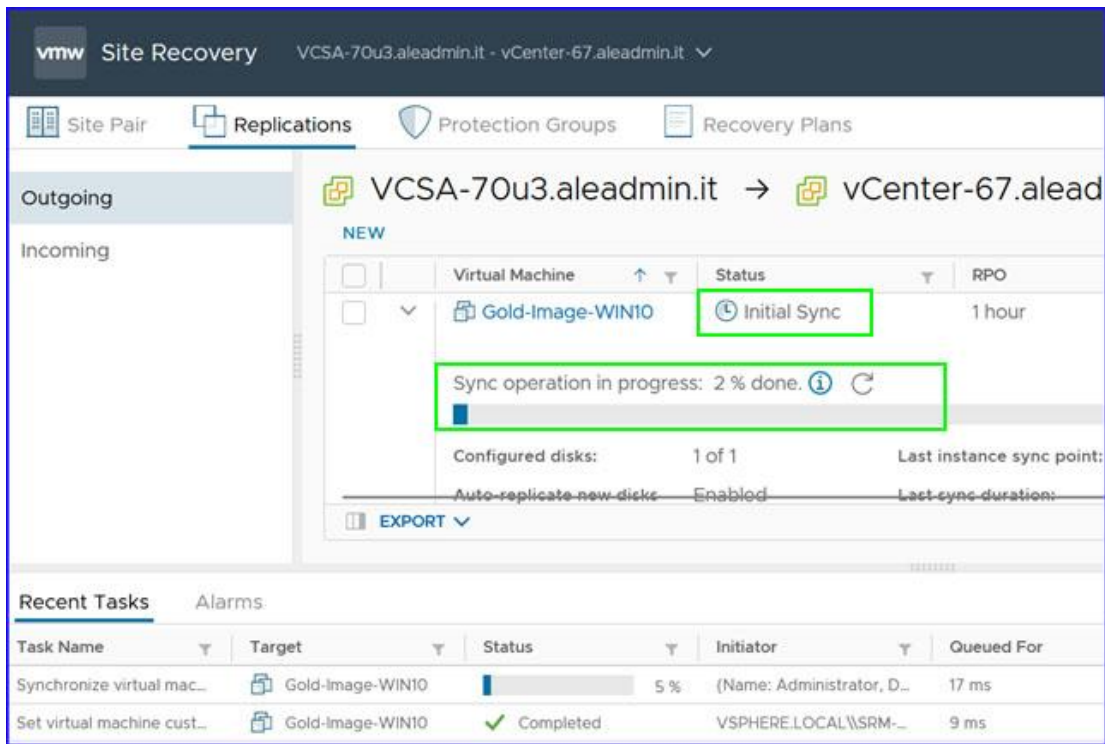 vmw Site Recovery VCSA-70u3.aleadmin.it - vCenter-67.aleadmin.it
Site Pair Replications Protection Groups Recovery Plans
Outgoing
Incoming
VCSA-70u3.aleadmin.it → vCenter-67.alead
NEW
Virtual Machine Status RPO
Gold-Image-WIN10 Initial Sync 1 hour
Sync operation in progress: 2 % done.
Configured disks: 1 of 1 Last instance sync point:
Auto-replicate new disks Enabled Last sync duration:
EXPORT
Recent Tasks Alarms
Task Name Target Status Initiator Queued For
Synchronize virtual mac... Gold-Image-WIN10 5 % (Name: Administrator, D... 17 ms
Set virtual machine cust... Gold-Image-WIN10 Completed VSPHERE.LOCAL\\SRM-... 9 ms